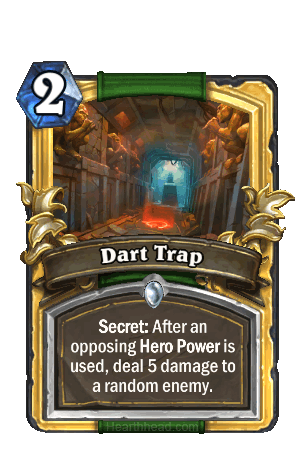 2
Dart Trap
Secret: After an
opposing Hero Power is
used, deal 5 damage to
a random enemy.
Hearthhead.com